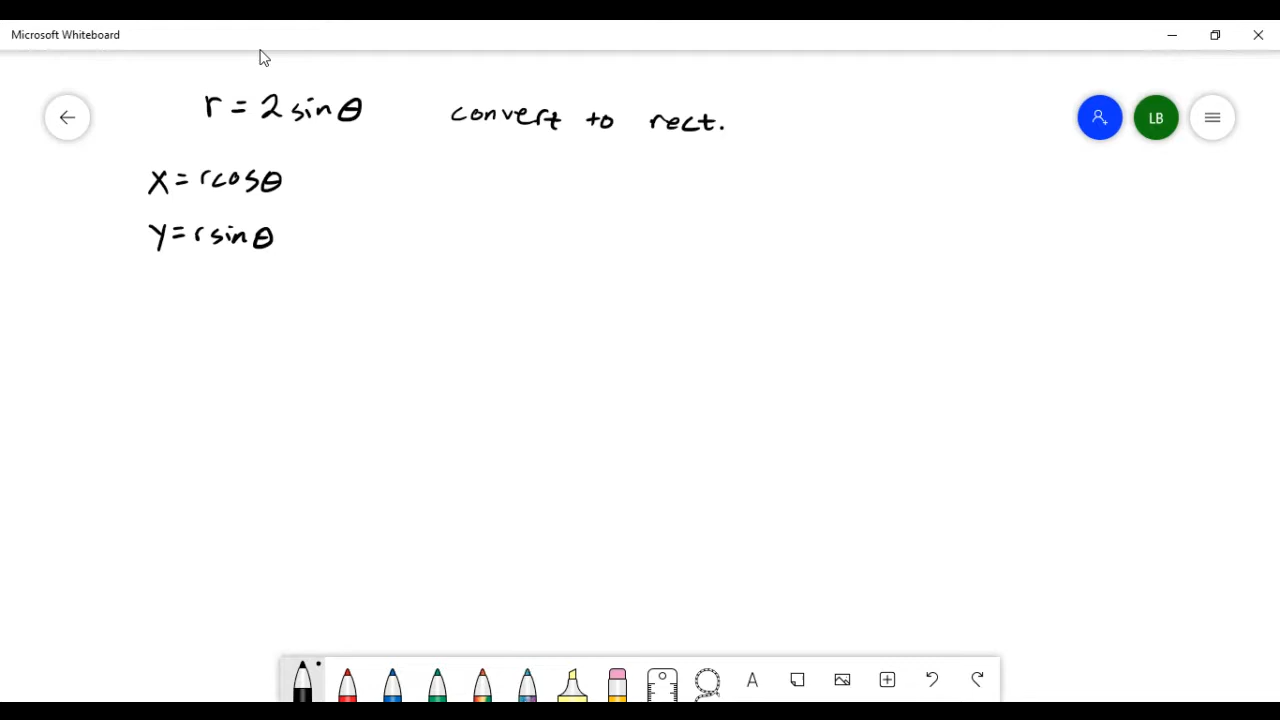 Microsoft Whiteboard
r = 2 sin θ convert to rect.
LB
x = r cos θ
y = r sin θ
A